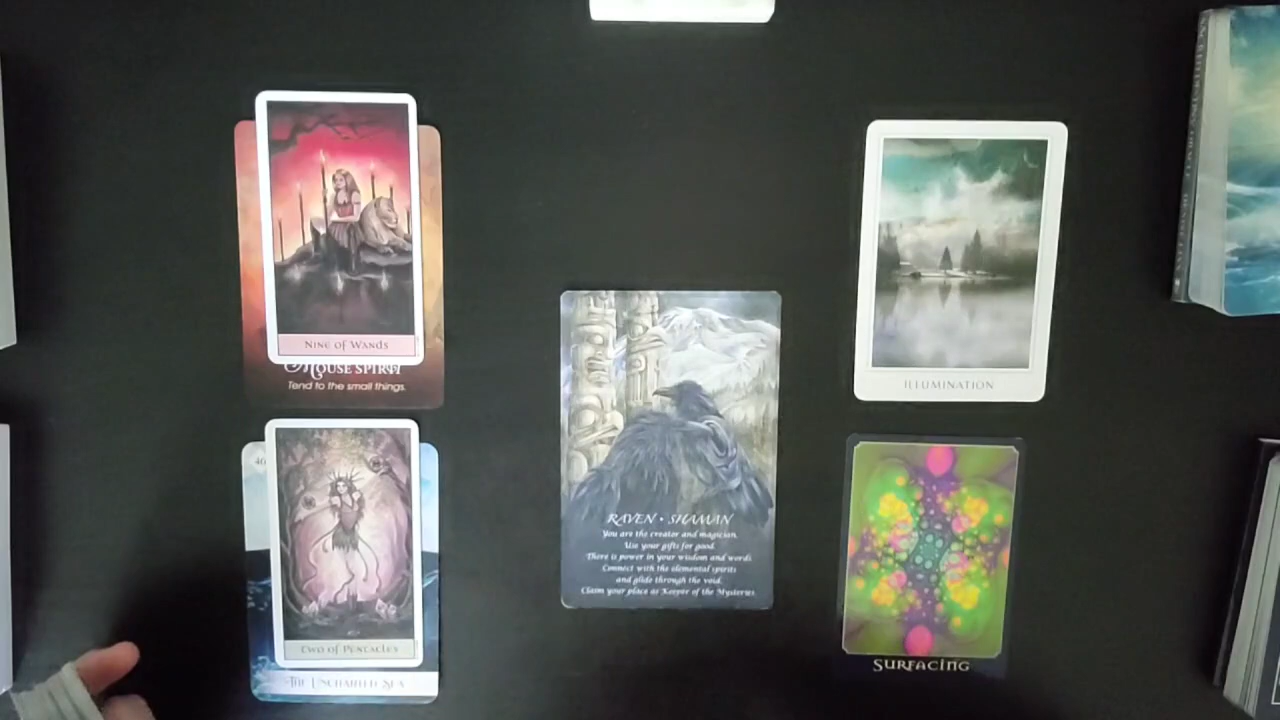 NINE OF WANDS
MOUSE SPIRIT
Tend to the small things.
46
TWO OF PENTACLES
THE UNCHARTED SEA
RAVEN • SHAMAN
You are the creator and magician.
Use your gifts for good.
There is power in your wisdom and words.
Connect with the elemental spirits
and glide through the void.
Claim your place as Keeper of the Mysteries.
ILLUMINATION
SURFACING